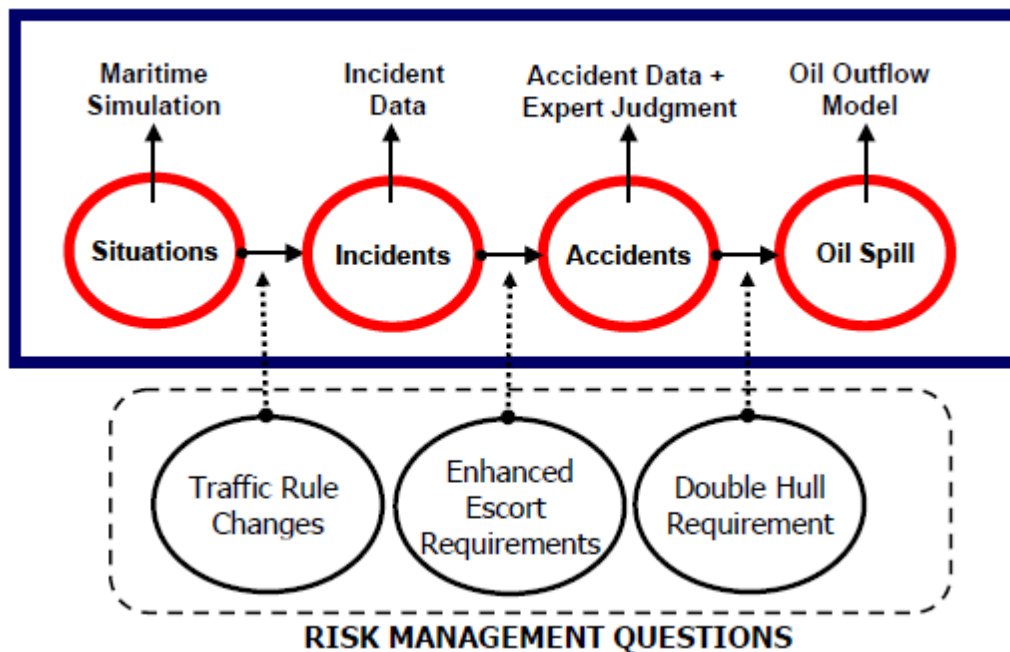 Maritime
Simulation
Incident
Data
Accident Data +
Expert Judgment
Oil Outflow
Model
Situations
Incidents
Accidents
Oil Spill
Traffic Rule
Changes
Enhanced
Escort
Requirements
Double Hull
Requirement
RISK MANAGEMENT QUESTIONS